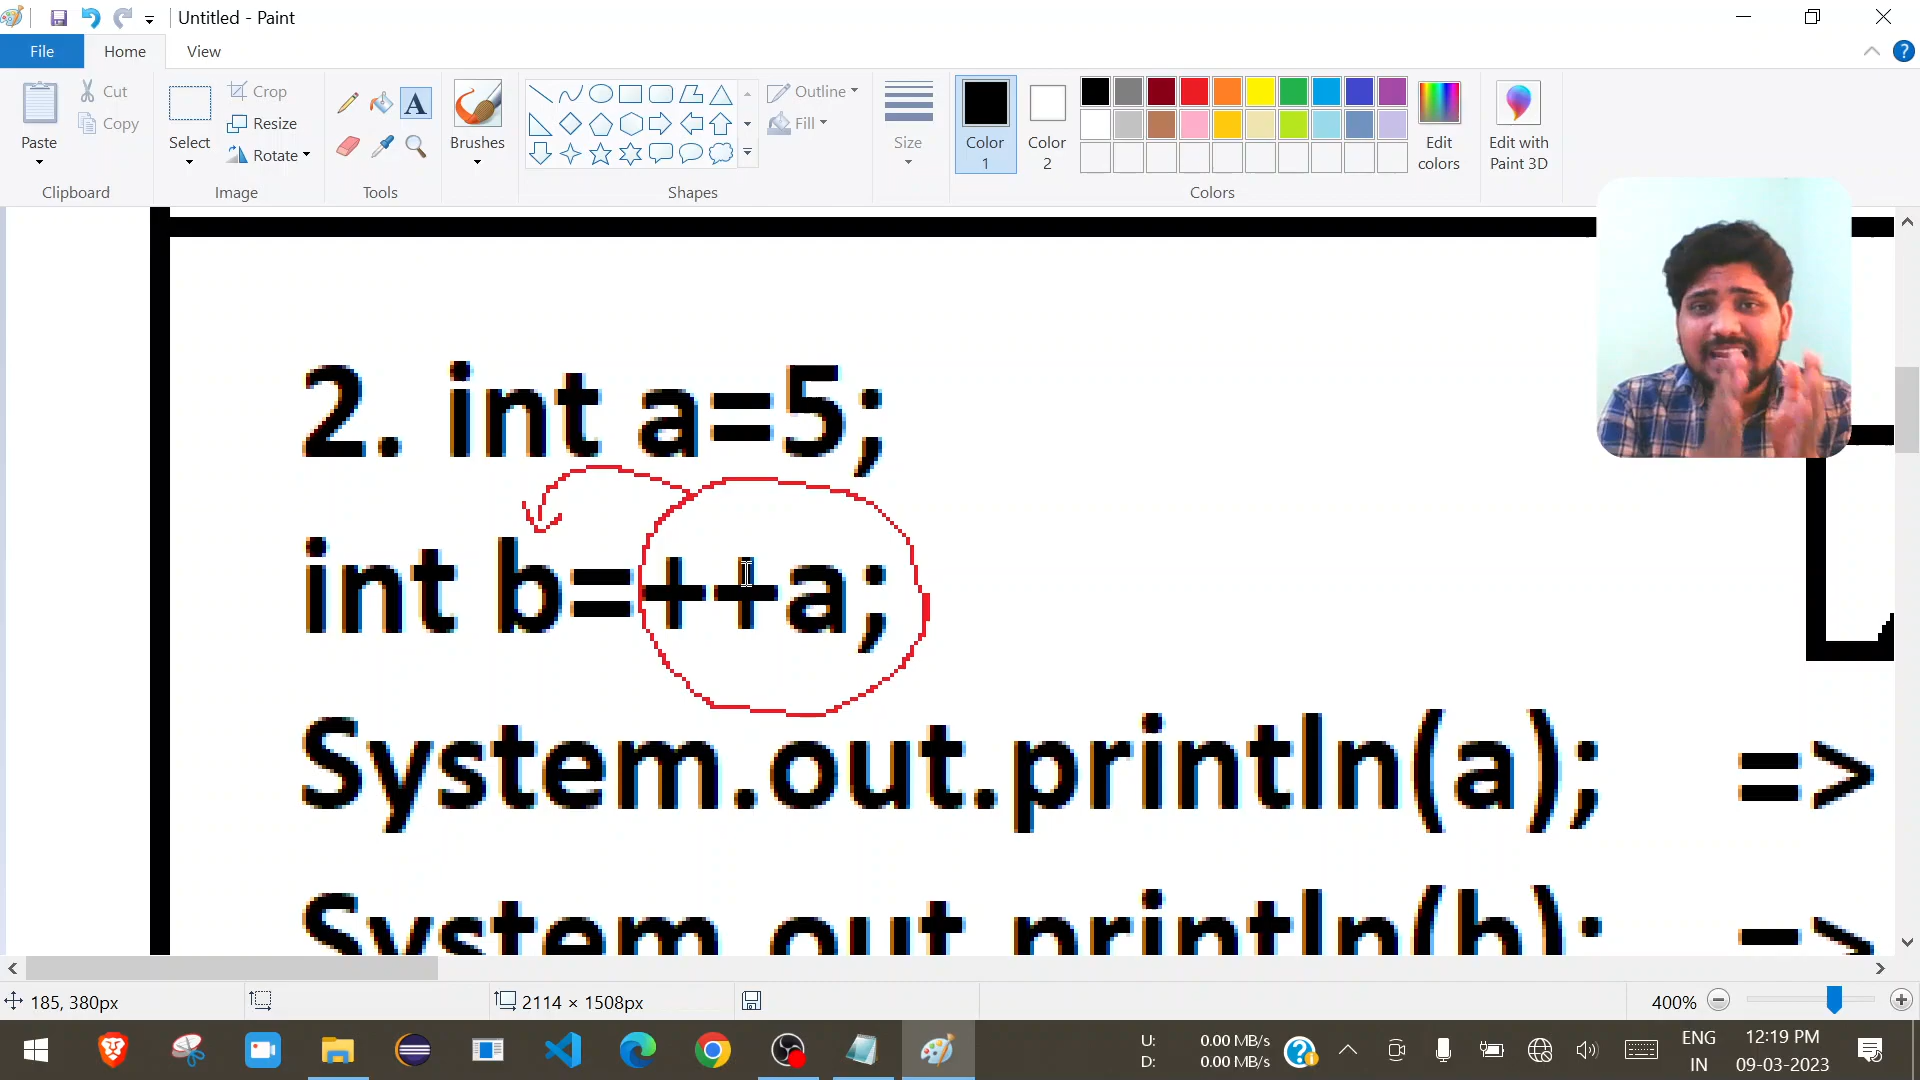 Untitled - Paint
File Home View
Paste Cut Copy Select Crop Resize Rotate A Brushes Outline Fill Size Color 1 Color 2 Edit colors Edit with Paint 3D
Clipboard Image Tools Shapes Colors
2. int a=5;
int b=++a;
System.out.println(a); =>
System.out.println(b); =>
185, 380px 2114 × 1508px 400%
U: 0.00 MB/s ENG 12:19 PM
D: 0.00 MB/s IN 09-03-2023